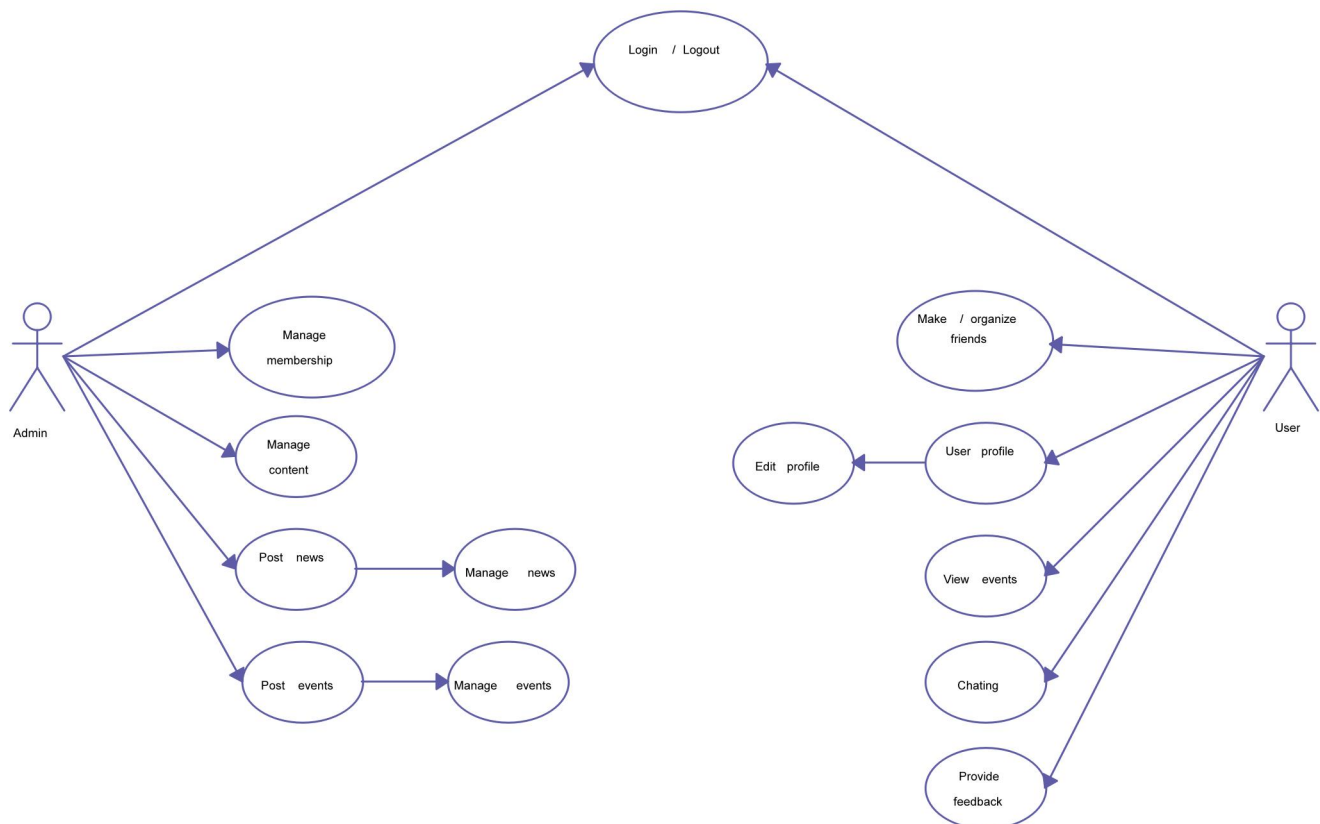 Login / Logout
Manage
membership
Make / organize
friends
Admin
User
Manage
content
Edit profile
User profile
Post news
Manage news
View events
Post events
Manage events
Chating
Provide
feedback